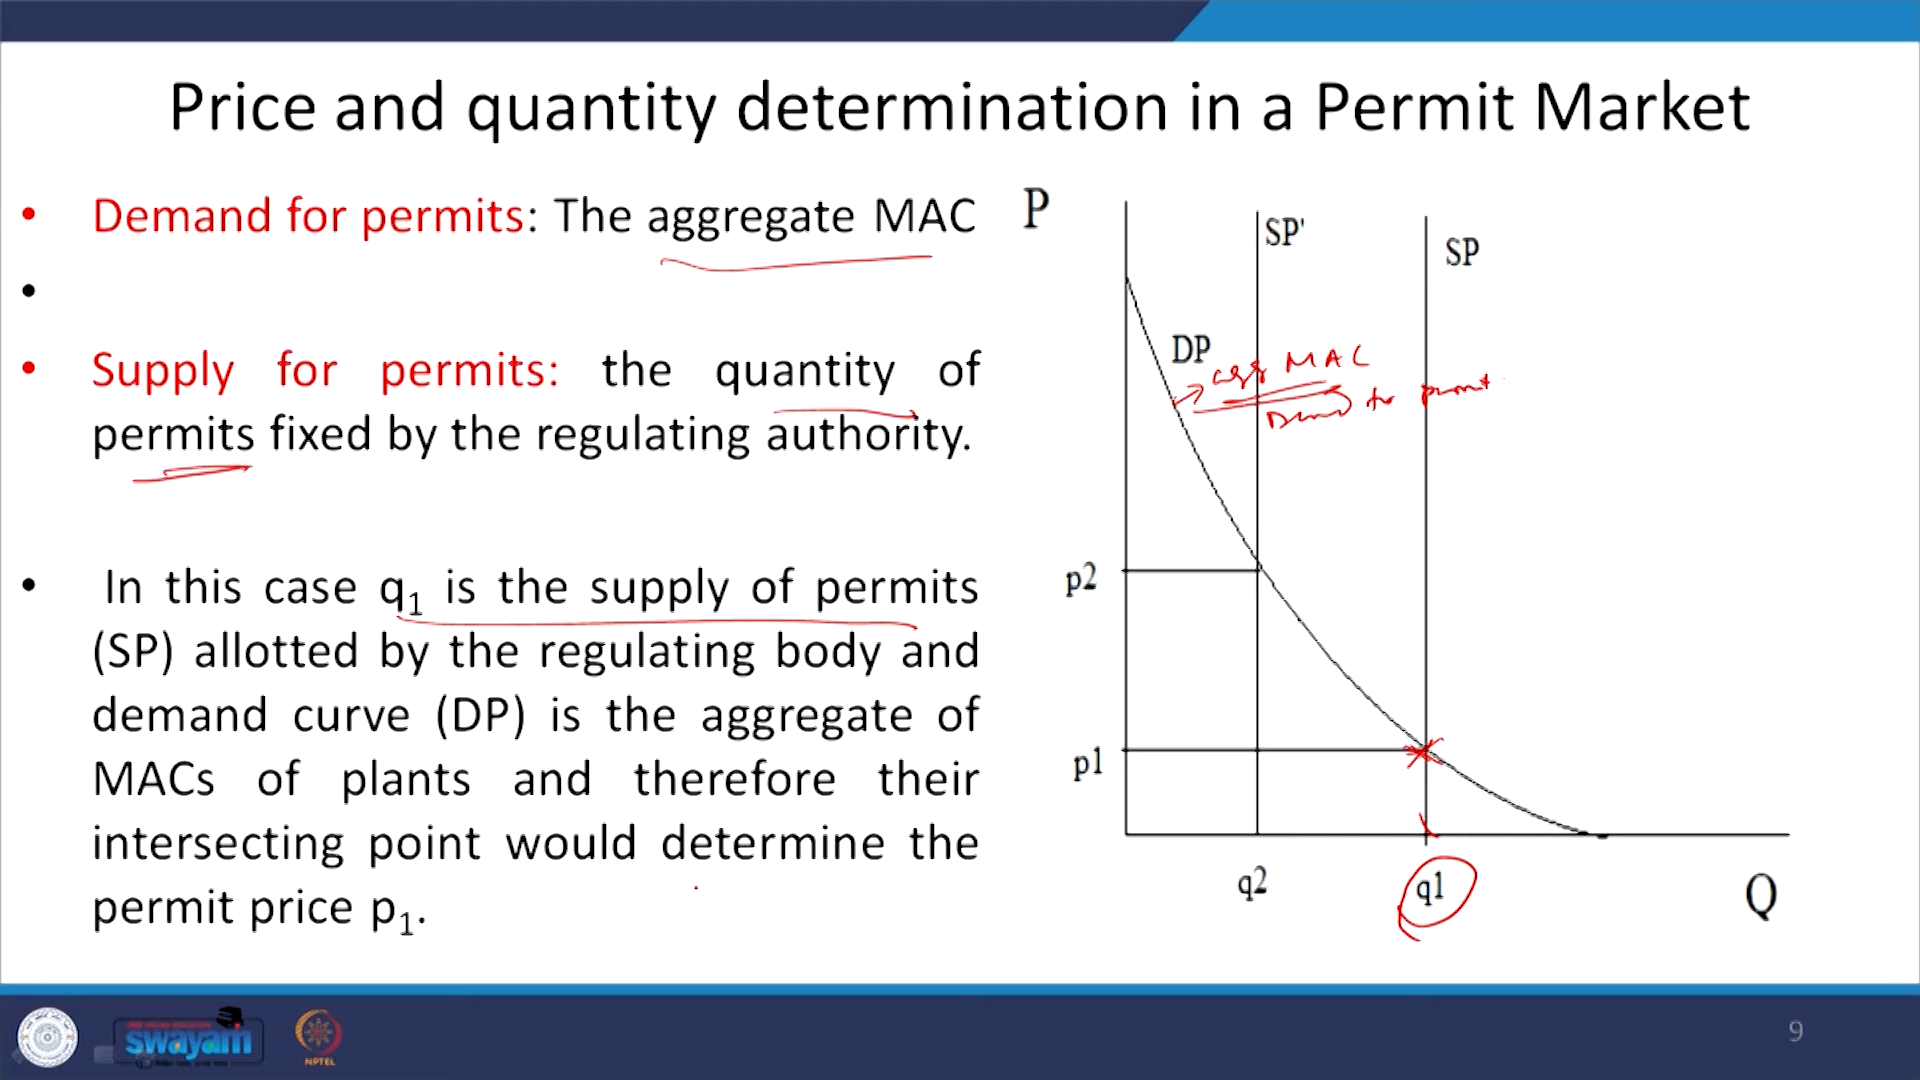 Price and quantity determination in a Permit Market
• Demand for permits: The aggregate MAC
•
• Supply for permits: the quantity of
permits fixed by the regulating authority.
• In this case q1 is the supply of permits
(SP) allotted by the regulating body and
demand curve (DP) is the aggregate of
MACs of plants and therefore their
intersecting point would determine the
permit price p1.
P
SP'
SP
DP
agg MAC
p2
p1
q2
q1
Q
swayam
NPTEL
9